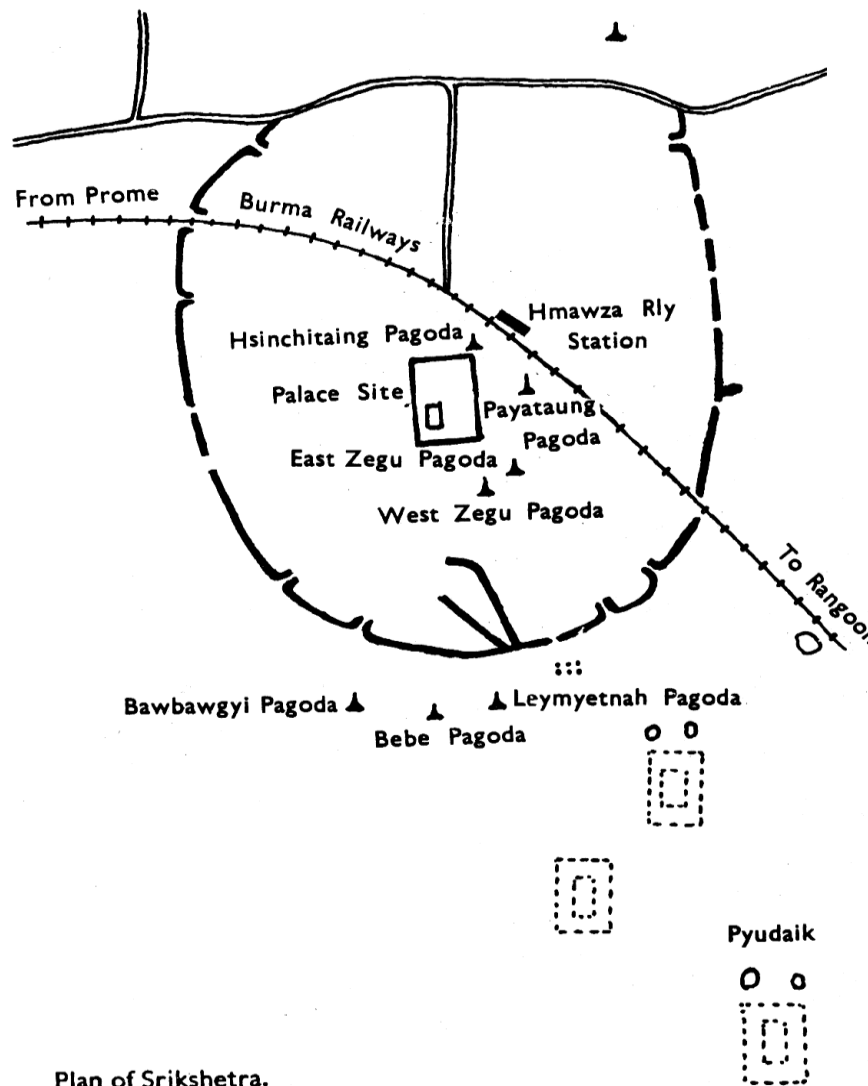 From Prome
Burma Railways
Hmawza Rly
Station
Hsinchitaing Pagoda
Palace Site
Payataung
Pagoda
East Zegu Pagoda
West Zegu Pagoda
To Rangoon
Bawbawgyi Pagoda
Leymyetnah Pagoda
Bebe Pagoda
Pyudaik
Plan of Srikshetra.